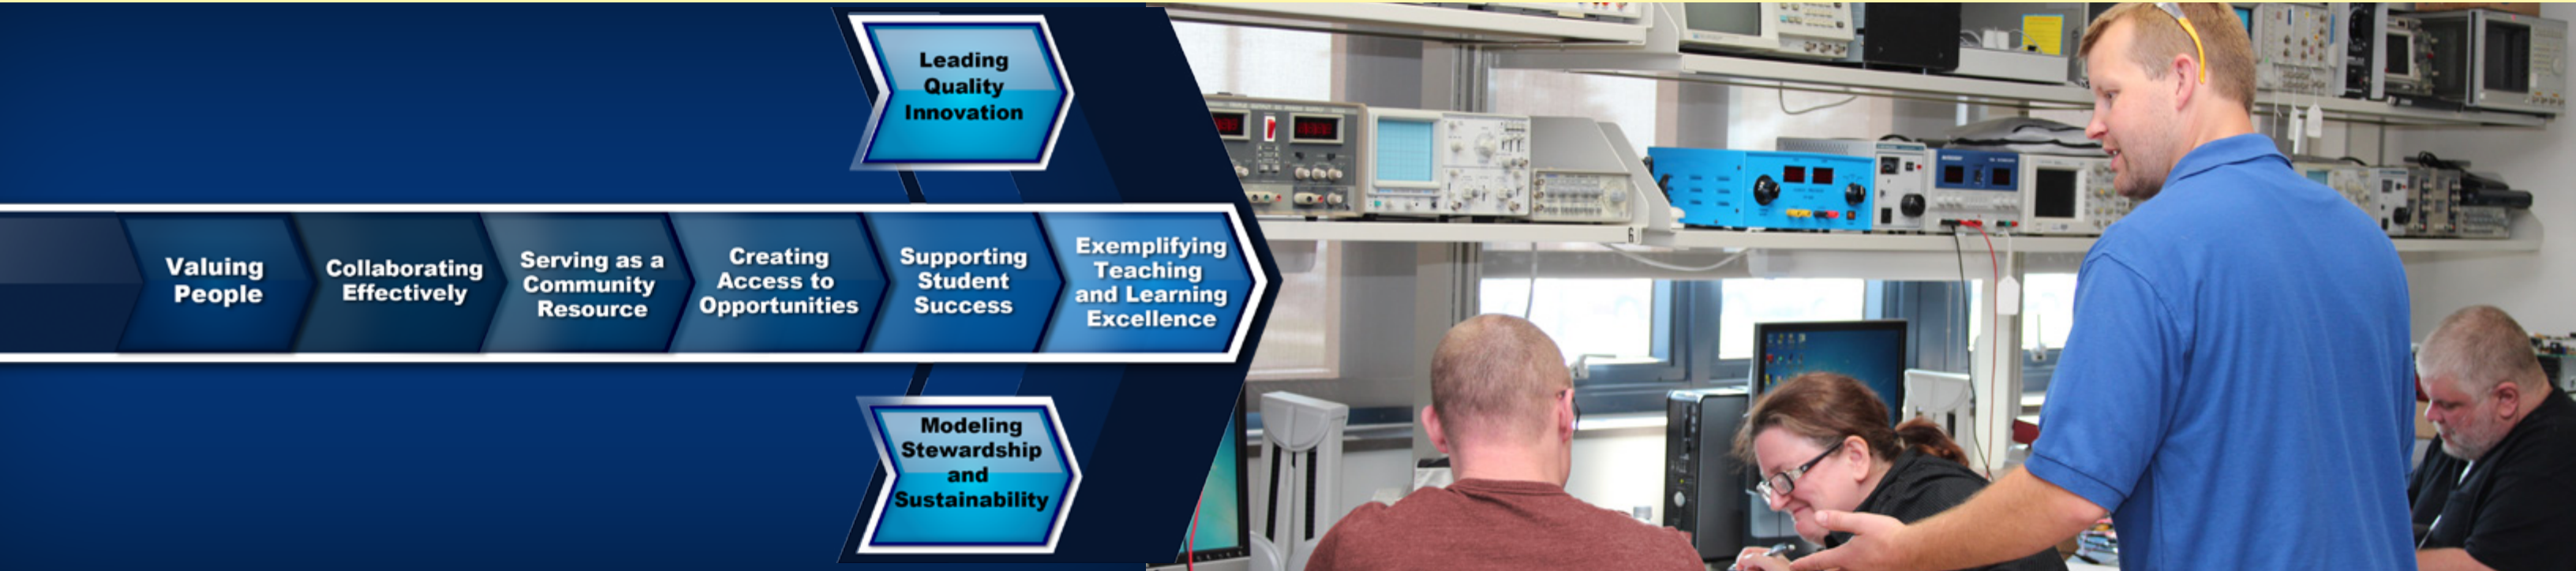 Leading
Quality
Innovation
Valuing
People
Collaborating
Effectively
Serving as a
Community
Resource
Creating
Access to
Opportunities
Supporting
Student
Success
Exemplifying
Teaching
and Learning
Excellence
Modeling
Stewardship
and
Sustainability
6